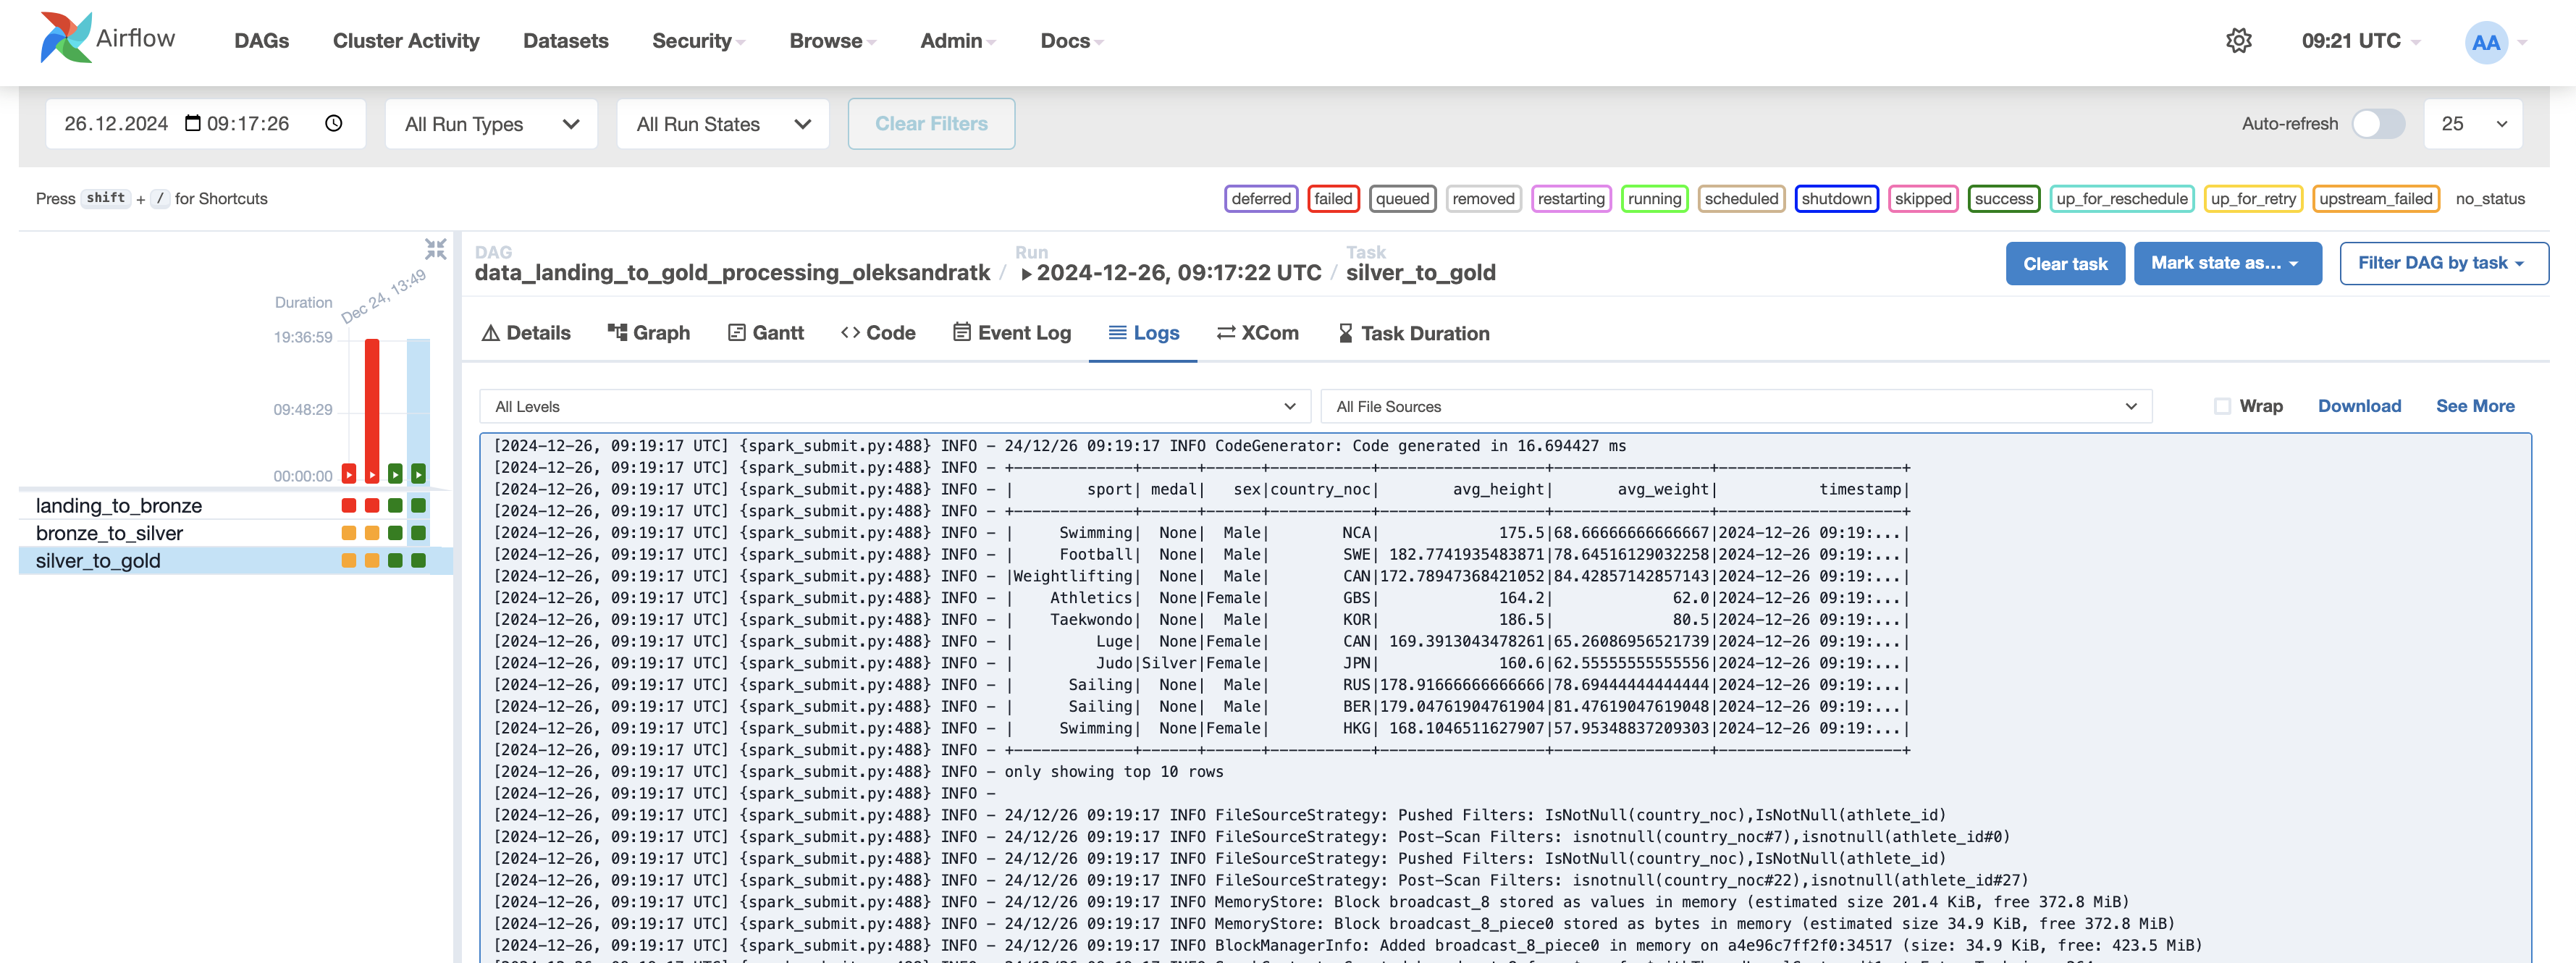 Airflow DAGs Cluster Activity Datasets Security Browse Admin Docs 09:21 UTC AA
26.12.2024 09:17:26 All Run Types All Run States Clear Filters Auto-refresh 25
Press shift + / for Shortcuts deferred failed queued removed restarting running scheduled shutdown skipped success up_for_reschedule up_for_retry upstream_failed no_status
DAG Run Task
data_landing_to_gold_processing_oleksandratk / 2024-12-26, 09:17:22 UTC / silver_to_gold
Clear task Mark state as... Filter DAG by task
Dec 24, 13:49
Duration
19:36:59
09:48:29
00:00:00
landing_to_bronze
bronze_to_silver
silver_to_gold
Details Graph Gantt Code Event Log Logs XCom Task Duration
All Levels All File Sources Wrap Download See More
[2024-12-26, 09:19:17 UTC] {spark_submit.py:488} INFO - 24/12/26 09:19:17 INFO CodeGenerator: Code generated in 16.694427 ms
[2024-12-26, 09:19:17 UTC] {spark_submit.py:488} INFO - +-------------+------+------+-----------+------------------+-----------------+--------------------+
[2024-12-26, 09:19:17 UTC] {spark_submit.py:488} INFO - |        sport| medal|   sex|country_noc|        avg_height|       avg_weight|           timestamp|
[2024-12-26, 09:19:17 UTC] {spark_submit.py:488} INFO - +-------------+------+------+-----------+------------------+-----------------+--------------------+
[2024-12-26, 09:19:17 UTC] {spark_submit.py:488} INFO - |     Swimming|  None|  Male|        NCA|             175.5|68.66666666666667|2024-12-26 09:19:...|
[2024-12-26, 09:19:17 UTC] {spark_submit.py:488} INFO - |     Football|  None|  Male|        SWE| 182.7741935483871|78.64516129032258|2024-12-26 09:19:...|
[2024-12-26, 09:19:17 UTC] {spark_submit.py:488} INFO - |Weightlifting|  None|  Male|        CAN|172.78947368421052|84.42857142857143|2024-12-26 09:19:...|
[2024-12-26, 09:19:17 UTC] {spark_submit.py:488} INFO - |    Athletics|  None|Female|        GBS|             164.2|             62.0|2024-12-26 09:19:...|
[2024-12-26, 09:19:17 UTC] {spark_submit.py:488} INFO - |    Taekwondo|  None|  Male|        KOR|             186.5|             80.5|2024-12-26 09:19:...|
[2024-12-26, 09:19:17 UTC] {spark_submit.py:488} INFO - |         Luge|  None|Female|        CAN| 169.3913043478261|65.26086956521739|2024-12-26 09:19:...|
[2024-12-26, 09:19:17 UTC] {spark_submit.py:488} INFO - |         Judo|Silver|Female|        JPN|             160.6|62.55555555555556|2024-12-26 09:19:...|
[2024-12-26, 09:19:17 UTC] {spark_submit.py:488} INFO - |      Sailing|  None|  Male|        RUS|178.91666666666666|78.69444444444444|2024-12-26 09:19:...|
[2024-12-26, 09:19:17 UTC] {spark_submit.py:488} INFO - |      Sailing|  None|  Male|        BER|179.04761904761904|81.47619047619048|2024-12-26 09:19:...|
[2024-12-26, 09:19:17 UTC] {spark_submit.py:488} INFO - |     Swimming|  None|Female|        HKG| 168.1046511627907|57.95348837209303|2024-12-26 09:19:...|
[2024-12-26, 09:19:17 UTC] {spark_submit.py:488} INFO - +-------------+------+------+-----------+------------------+-----------------+--------------------+
[2024-12-26, 09:19:17 UTC] {spark_submit.py:488} INFO - only showing top 10 rows
[2024-12-26, 09:19:17 UTC] {spark_submit.py:488} INFO -
[2024-12-26, 09:19:17 UTC] {spark_submit.py:488} INFO - 24/12/26 09:19:17 INFO FileSourceStrategy: Pushed Filters: IsNotNull(country_noc),IsNotNull(athlete_id)
[2024-12-26, 09:19:17 UTC] {spark_submit.py:488} INFO - 24/12/26 09:19:17 INFO FileSourceStrategy: Post-Scan Filters: isnotnull(country_noc#7),isnotnull(athlete_id#0)
[2024-12-26, 09:19:17 UTC] {spark_submit.py:488} INFO - 24/12/26 09:19:17 INFO FileSourceStrategy: Pushed Filters: IsNotNull(country_noc),IsNotNull(athlete_id)
[2024-12-26, 09:19:17 UTC] {spark_submit.py:488} INFO - 24/12/26 09:19:17 INFO FileSourceStrategy: Post-Scan Filters: isnotnull(country_noc#22),isnotnull(athlete_id#27)
[2024-12-26, 09:19:17 UTC] {spark_submit.py:488} INFO - 24/12/26 09:19:17 INFO MemoryStore: Block broadcast_8 stored as values in memory (estimated size 201.4 KiB, free 372.8 MiB)
[2024-12-26, 09:19:17 UTC] {spark_submit.py:488} INFO - 24/12/26 09:19:17 INFO MemoryStore: Block broadcast_8_piece0 stored as bytes in memory (estimated size 34.9 KiB, free 372.8 MiB)
[2024-12-26, 09:19:17 UTC] {spark_submit.py:488} INFO - 24/12/26 09:19:17 INFO BlockManagerInfo: Added broadcast_8_piece0 in memory on a4e96c7ff2f0:34517 (size: 34.9 KiB, free: 423.5 MiB)